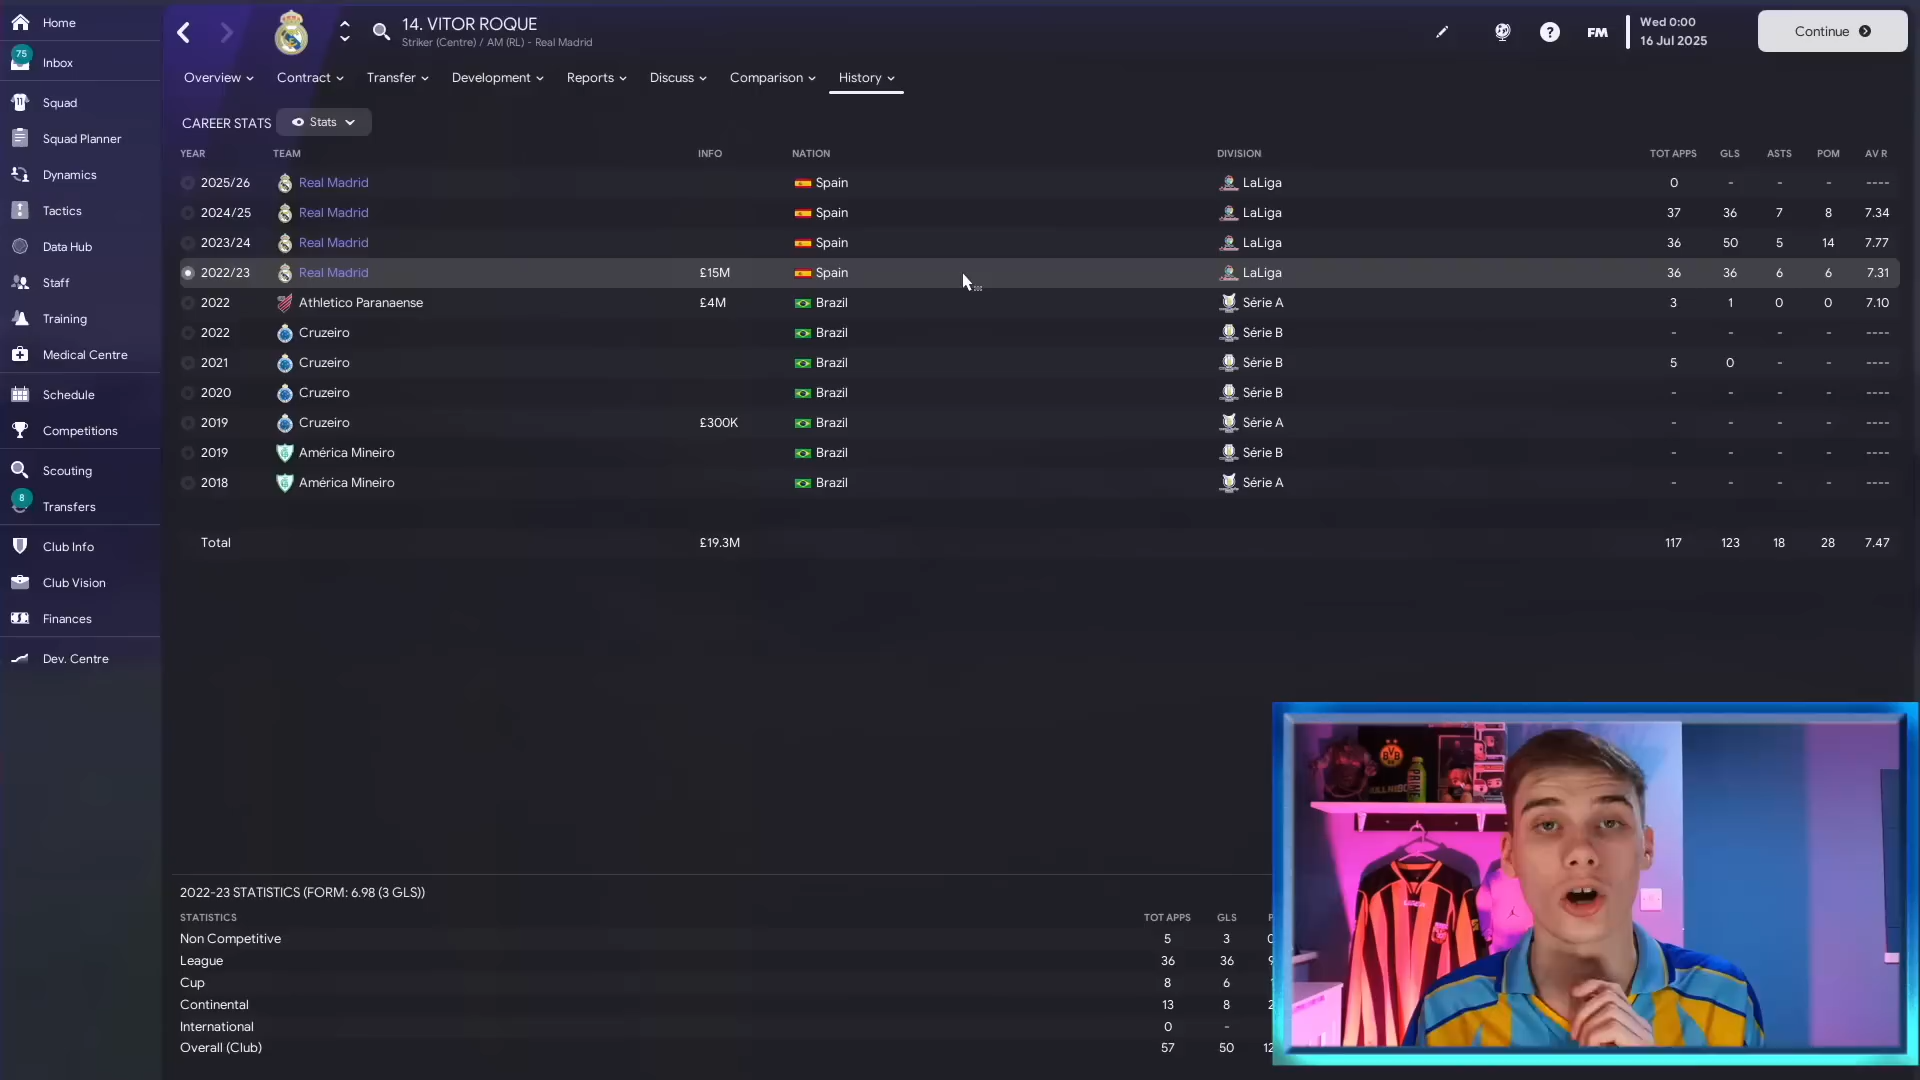 Home
75
Inbox
Squad
Squad Planner
Dynamics
Tactics
Data Hub
Staff
Training
Medical Centre
Schedule
Competitions
Scouting
8
Transfers
Club Info
Club Vision
Finances
Dev. Centre
14. VITOR ROQUE
Striker (Centre) / AM (RL) - Real Madrid
FM
Wed 0:00
16 Jul 2025
Continue
Overview Contract Transfer Development Reports Discuss Comparison History
CAREER STATS Stats
YEAR TEAM INFO NATION DIVISION TOT APPS GLS ASTS POM AV R
2025/26 Real Madrid Spain LaLiga 0 - - - ----
2024/25 Real Madrid Spain LaLiga 37 36 7 8 7.34
2023/24 Real Madrid Spain LaLiga 36 50 5 14 7.77
2022/23 Real Madrid £15M Spain LaLiga 36 36 6 6 7.31
2022 Athletico Paranaense £4M Brazil Série A 3 1 0 0 7.10
2022 Cruzeiro Brazil Série B - - - - ----
2021 Cruzeiro Brazil Série B 5 0 - - ----
2020 Cruzeiro Brazil Série B - - - - ----
2019 Cruzeiro £300K Brazil Série A - - - - ----
2019 América Mineiro Brazil Série B - - - - ----
2018 América Mineiro Brazil Série A - - - - ----
Total £19.3M 117 123 18 28 7.47
2022-23 STATISTICS (FORM: 6.98 (3 GLS))
STATISTICS TOT APPS GLS
Non Competitive 5 3
League 36 36 9
Cup 8 6
Continental 13 8
International 0 -
Overall (Club) 57 50 12
BVB
PRIME